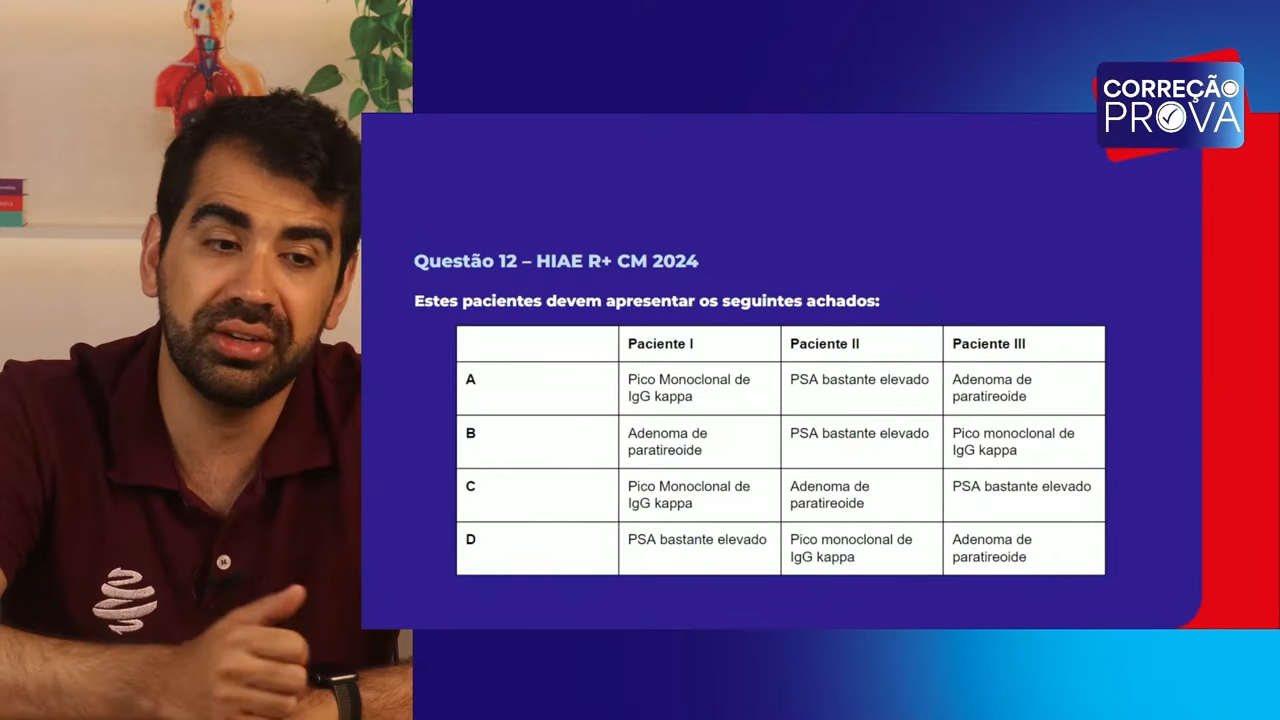 CORREÇÃO
PROVA
Questão 12 – HIAE R+ CM 2024
Estes pacientes devem apresentar os seguintes achados:
Paciente I Paciente II Paciente III
A Pico Monoclonal de IgG kappa PSA bastante elevado Adenoma de paratireoide
B Adenoma de paratireoide PSA bastante elevado Pico monoclonal de IgG kappa
C Pico Monoclonal de IgG kappa Adenoma de paratireoide PSA bastante elevado
D PSA bastante elevado Pico monoclonal de IgG kappa Adenoma de paratireoide